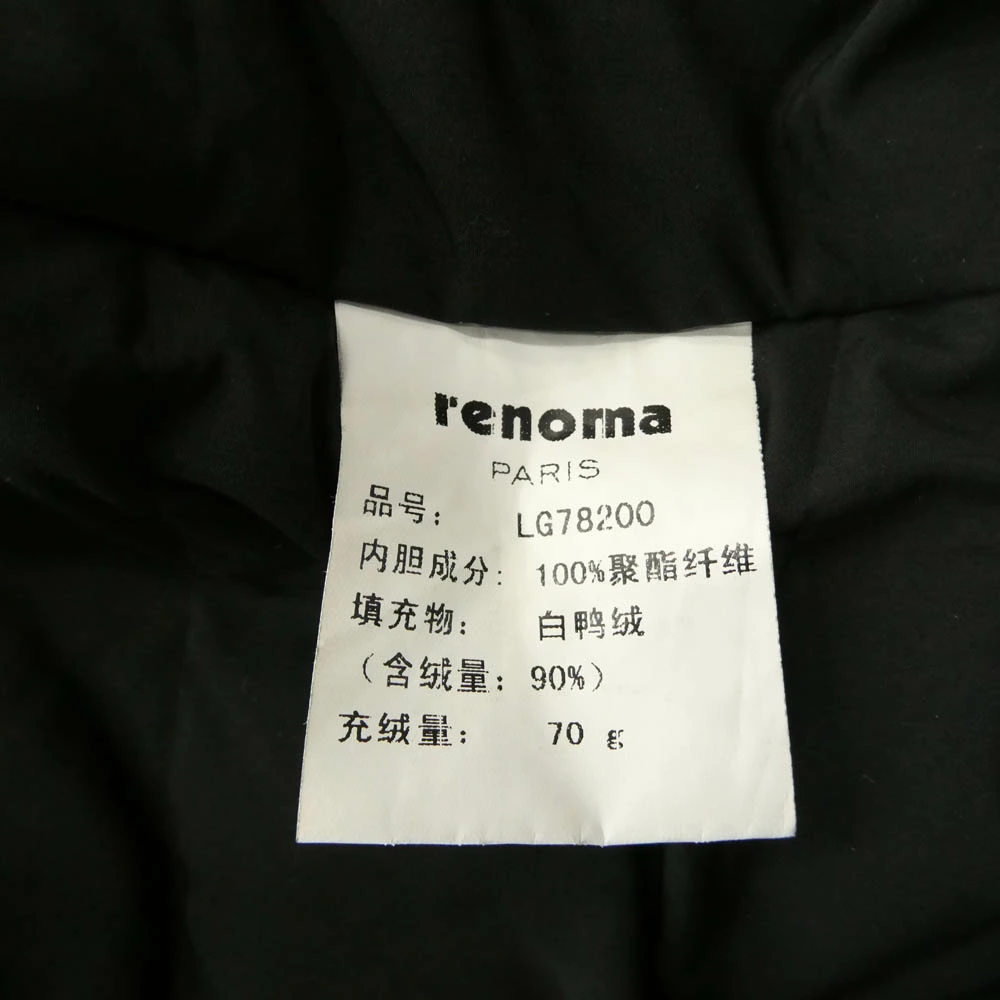 renoma
PARIS
品号: LG78200
内胆成分: 100%聚酯纤维
填充物: 白鸭绒
(含绒量: 90%)
充绒量: 70 g